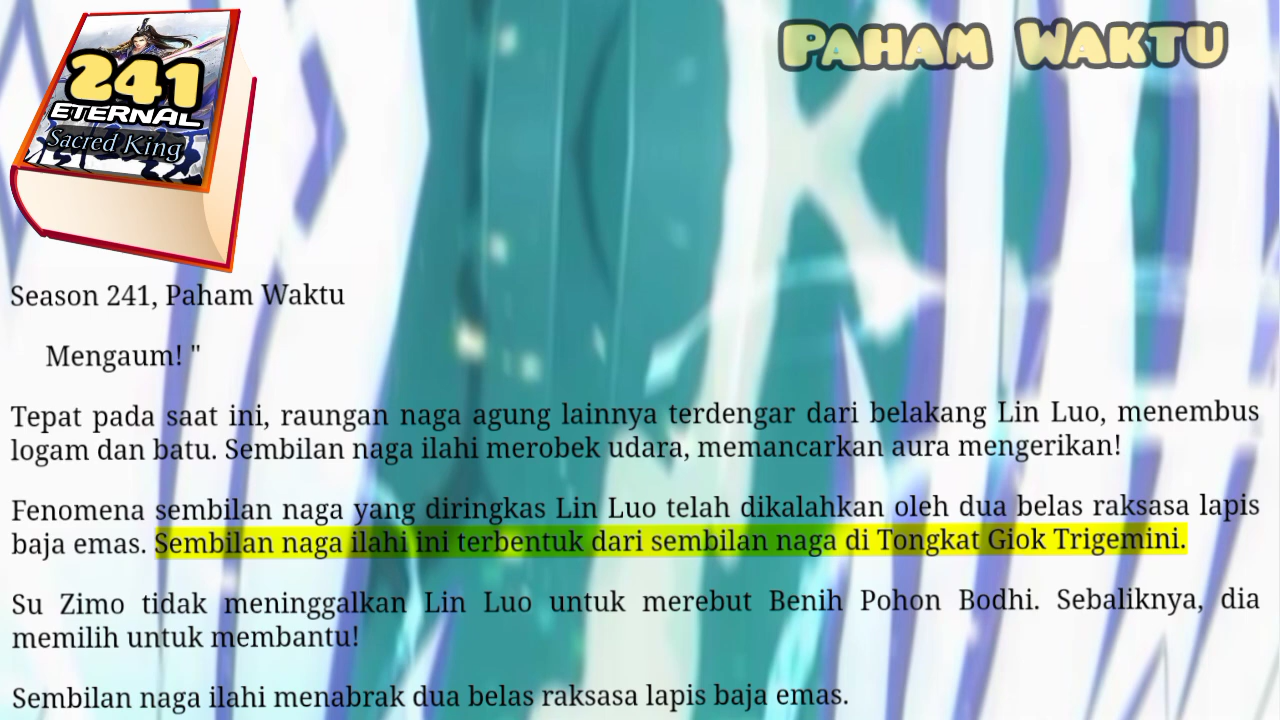 241
ETERNAL
Sacred King
PAHAM WAKTU
Season 241, Paham Waktu
Mengaum! "
Tepat pada saat ini, raungan naga agung lainnya terdengar dari belakang Lin Luo, menembus
logam dan batu. Sembilan naga ilahi merobek udara, memancarkan aura mengerikan!
Fenomena sembilan naga yang diringkas Lin Luo telah dikalahkan oleh dua belas raksasa lapis
baja emas. Sembilan naga ilahi ini terbentuk dari sembilan naga di Tongkat Giok Trigemini.
Su Zimo tidak meninggalkan Lin Luo untuk merebut Benih Pohon Bodhi. Sebaliknya, dia
memilih untuk membantu!
Sembilan naga ilahi menabrak dua belas raksasa lapis baja emas.